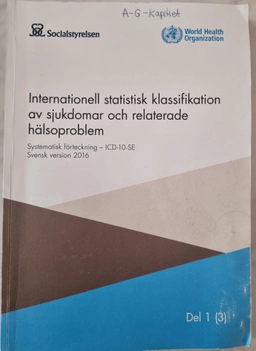 A-G-Kapitlet
Socialstyrelsen
World Health
Organization
Internationell statistisk klassifikation
av sjukdomar och relaterade
hälsoproblem
Systematisk förteckning – ICD-10-SE
Svensk version 2016
Del 1 (3)